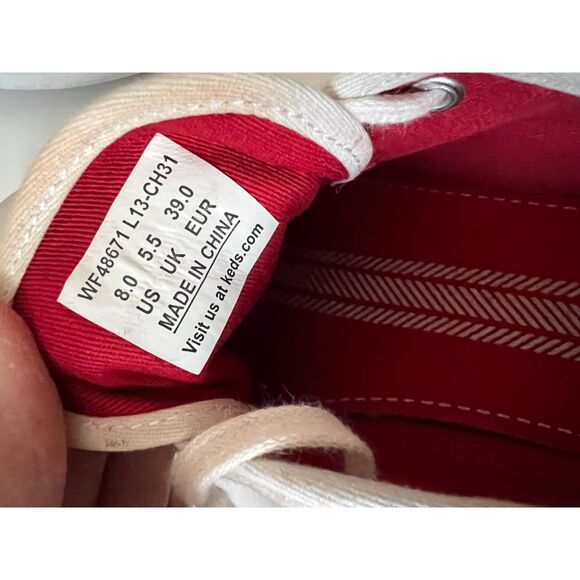 WF48671 L13-CH31
8.0 5.5 39.0
US UK EUR
MADE IN CHINA
Visit us at keds.com